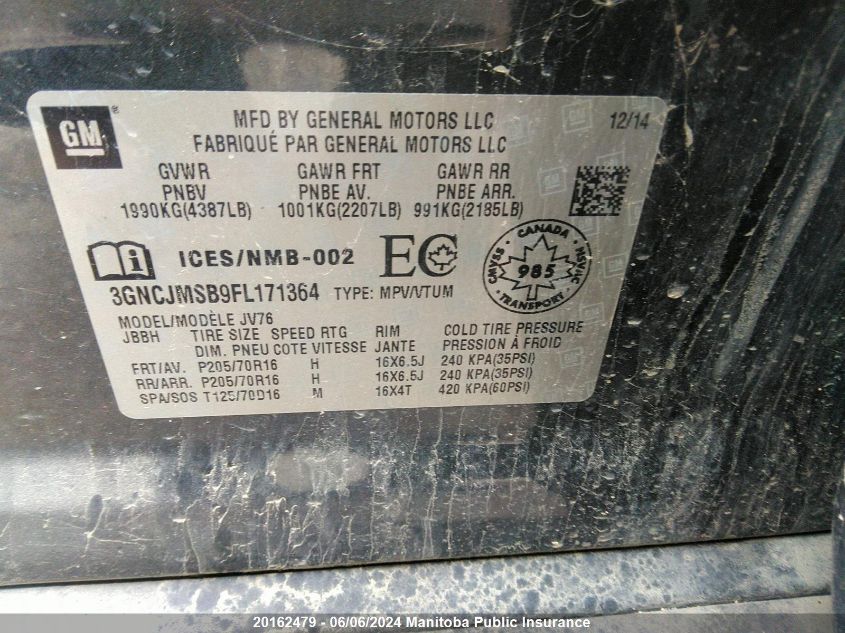 GM ®
MFD BY GENERAL MOTORS LLC 12/14
FABRIQUÉ PAR GENERAL MOTORS LLC
GVWR GAWR FRT GAWR RR
PNBV PNBE AV. PNBE ARR.
1990KG(4387LB) 1001KG(2207LB) 991KG(2185LB)
i ICES/NMB-002 EC CANADA CMVSS 985 NSVAC
3GNCJMSB9FL171364 TYPE: MPV/VTUM
MODEL/MODÈLE JV76
JBBH TIRE SIZE SPEED RTG RIM COLD TIRE PRESSURE
DIM. PNEU COTE VITESSE JANTE PRESSION À FROID
FRT/AV. P205/70R16 H 16X6.5J 240 KPA(35PSI)
RR/ARR. P205/70R16 H 16X6.5J 240 KPA(35PSI)
SPA/SOS T125/70D16 M 16X4T 420 KPA(60PSI)
20162479 - 06/06/2024 Manitoba Public Insurance